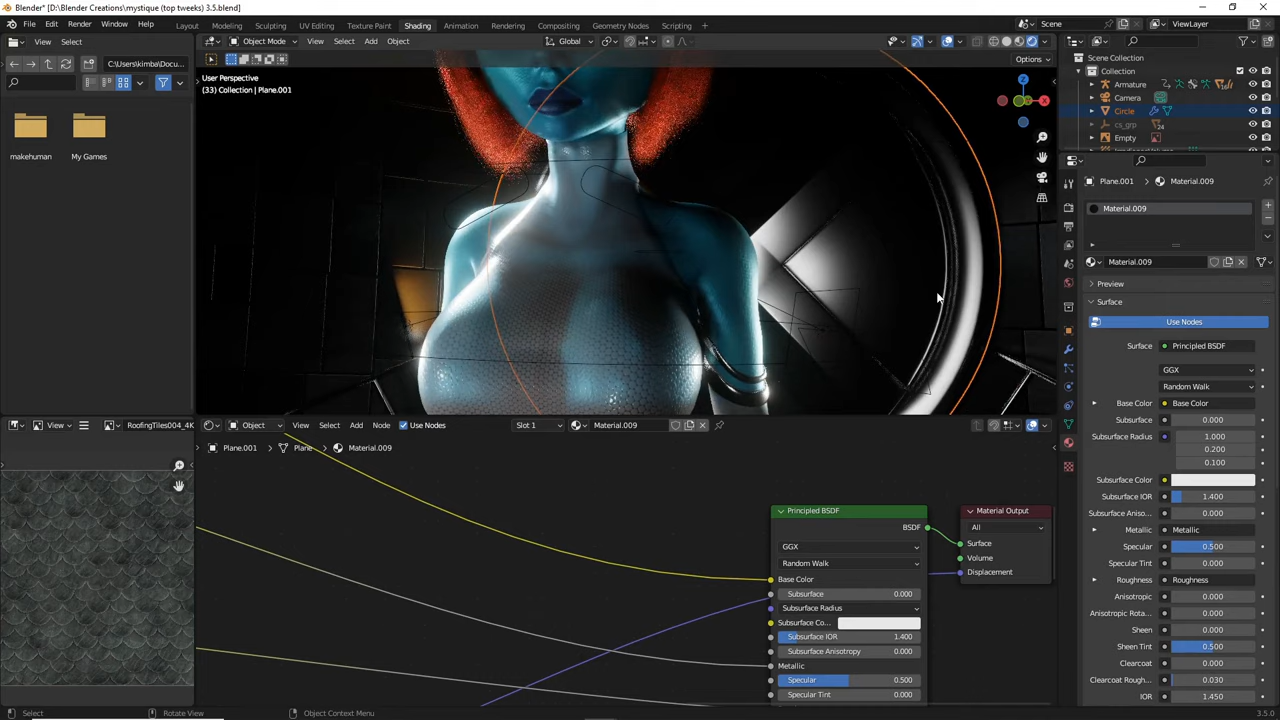 Blender* [D:\Blender Creations\mystique (top tweeks) 3.5.blend]
File Edit Render Window Help
Layout Modeling Sculpting UV Editing Texture Paint Shading Animation Rendering Compositing Geometry Nodes Scripting
Scene
ViewLayer
View Select
Object Mode View Select Add Object
Global
C:\Users\kimba\Docu...
Options
User Perspective
(33) Collection | Plane.001
makehuman
My Games
Scene Collection
Collection
Armature
Camera
Circle
cs_grp
24
Empty
Plane.001 Material.009
Material.009
Material.009
Preview
Surface
Use Nodes
Surface Principled BSDF
GGX
Random Walk
Base Color Base Color
Subsurface 0.000
Subsurface Radius 1.000
0.200
0.100
Subsurface Color
Subsurface IOR 1.400
Subsurface Aniso... 0.000
Metallic Metallic
Specular 0.500
Specular Tint 0.000
Roughness Roughness
Anisotropic 0.000
Anisotropic Rota... 0.000
Sheen 0.000
Sheen Tint 0.500
Clearcoat 0.000
Clearcoat Rough... 0.030
IOR 1.450
View
RoofingTiles004_4K
Object View Select Add Node Use Nodes
Slot 1
Material.009
Plane.001 > Plane > Material.009
Principled BSDF
BSDF
GGX
Random Walk
Base Color
Subsurface 0.000
Subsurface Radius
Subsurface Co...
Subsurface IOR 1.400
Subsurface Anisotropy 0.000
Metallic
Specular 0.500
Specular Tint 0.000
Material Output
All
Surface
Volume
Displacement
Select
Rotate View
Object Context Menu
3.5.0